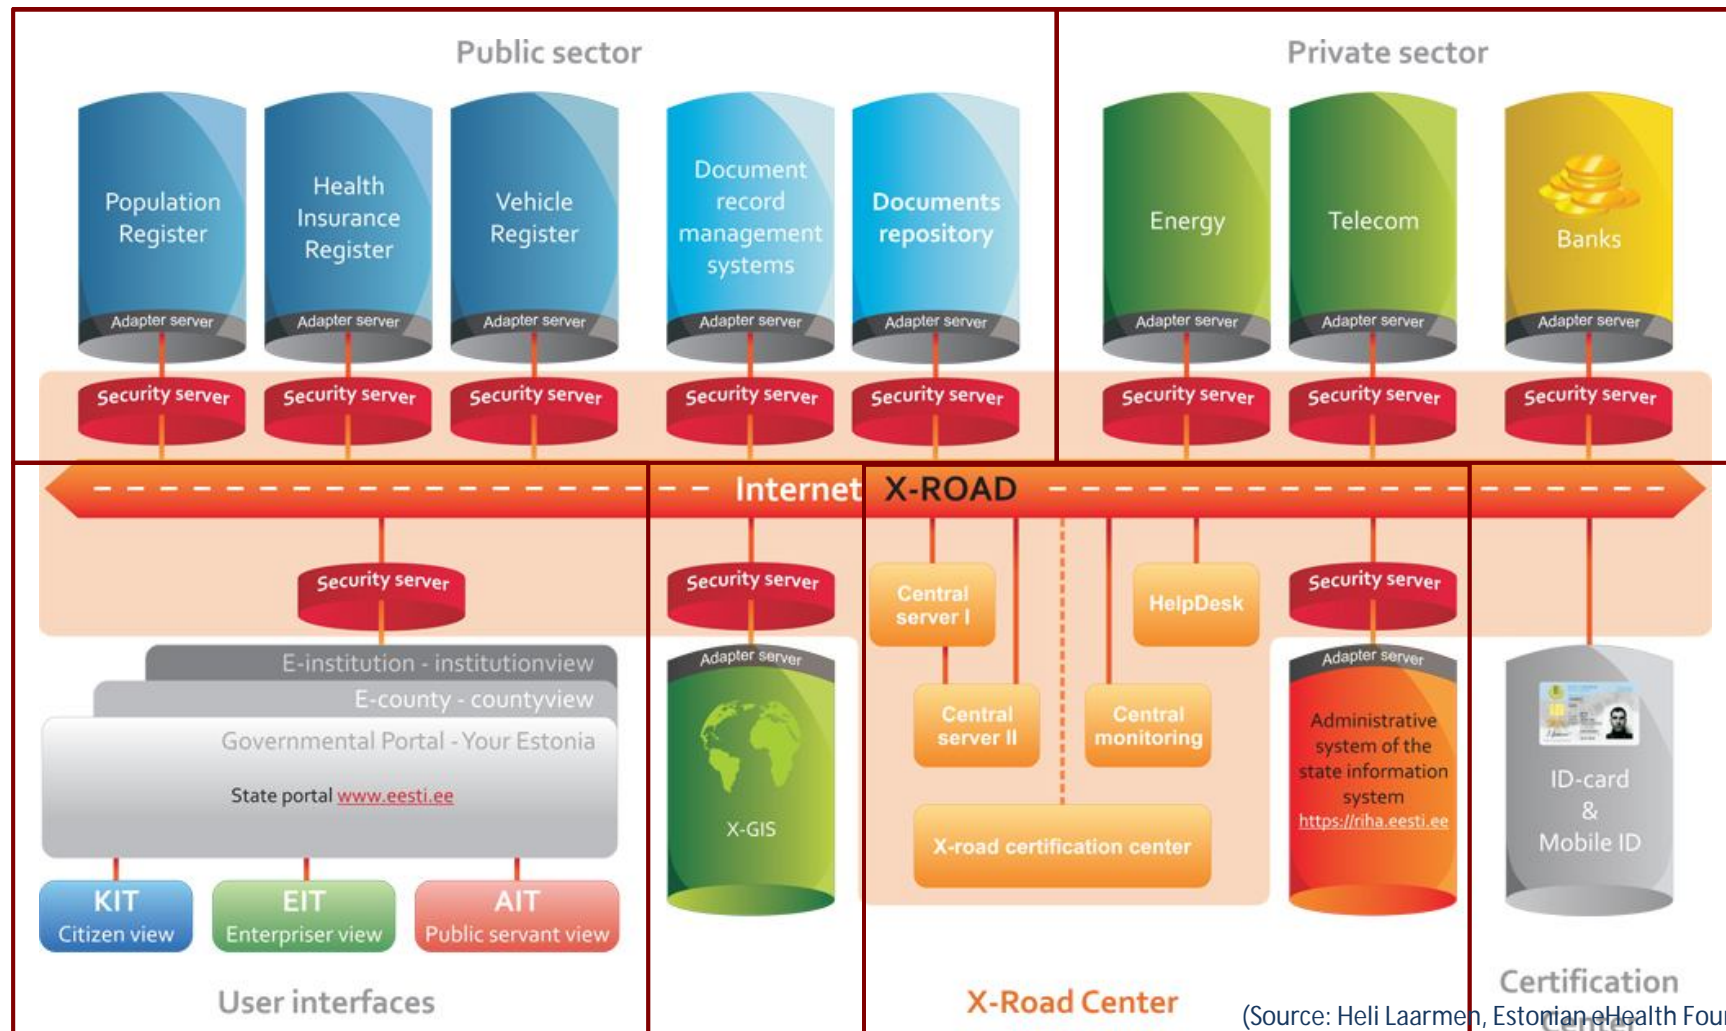 Public sector
Private sector
Population
Register
Health
Insurance
Register
Vehicle
Register
Document
record
management
systems
Documents
repository
Energy
Telecom
Banks
Adapter server
Adapter server
Adapter server
Adapter server
Adapter server
Adapter server
Adapter server
Adapter server
Security server
Security server
Security server
Security server
Security server
Security server
Security server
Security server
Internet X-ROAD
Security server
Security server
Central
server I
HelpDesk
Security server
E-institution - institutionview
E-county - countyview
Governmental Portal - Your Estonia
State portal www.eesti.ee
Adapter server
X-GIS
Central
server II
Central
monitoring
X-road certification center
Adapter server
Administrative
system of the
state information
system
https://riha.eesti.ee
ID-card
&
Mobile ID
KIT
Citizen view
EIT
Enterpriser view
AIT
Public servant view
User interfaces
X-Road Center
Certification
Center
(Source: Heli Laarmen, Estonian eHealth Four